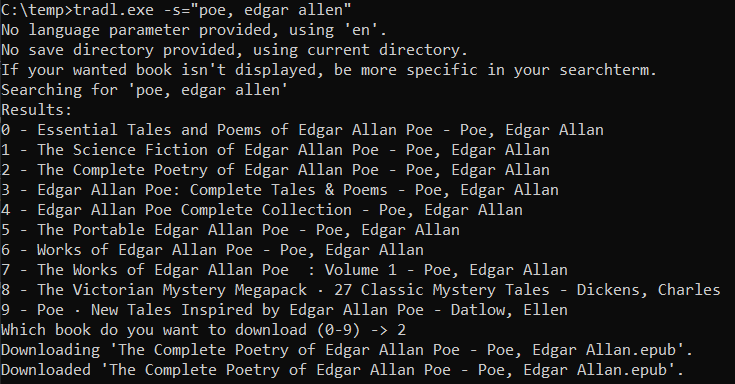 C:\temp>tradl.exe -s="poe, edgar allen"
No language parameter provided, using 'en'.
No save directory provided, using current directory.
If your wanted book isn't displayed, be more specific in your searchterm.
Searching for 'poe, edgar allen'
Results:
0 - Essential Tales and Poems of Edgar Allan Poe - Poe, Edgar Allan
1 - The Science Fiction of Edgar Allan Poe - Poe, Edgar Allan
2 - The Complete Poetry of Edgar Allan Poe - Poe, Edgar Allan
3 - Edgar Allan Poe: Complete Tales & Poems - Poe, Edgar Allan
4 - Edgar Allan Poe Complete Collection - Poe, Edgar Allan
5 - The Portable Edgar Allan Poe - Poe, Edgar Allan
6 - Works of Edgar Allan Poe - Poe, Edgar Allan
7 - The Works of Edgar Allan Poe  : Volume 1 - Poe, Edgar Allan
8 - The Victorian Mystery Megapack · 27 Classic Mystery Tales - Dickens, Charles
9 - Poe · New Tales Inspired by Edgar Allan Poe - Datlow, Ellen
Which book do you want to download (0-9) -> 2
Downloading 'The Complete Poetry of Edgar Allan Poe - Poe, Edgar Allan.epub'.
Downloaded 'The Complete Poetry of Edgar Allan Poe - Poe, Edgar Allan.epub'.